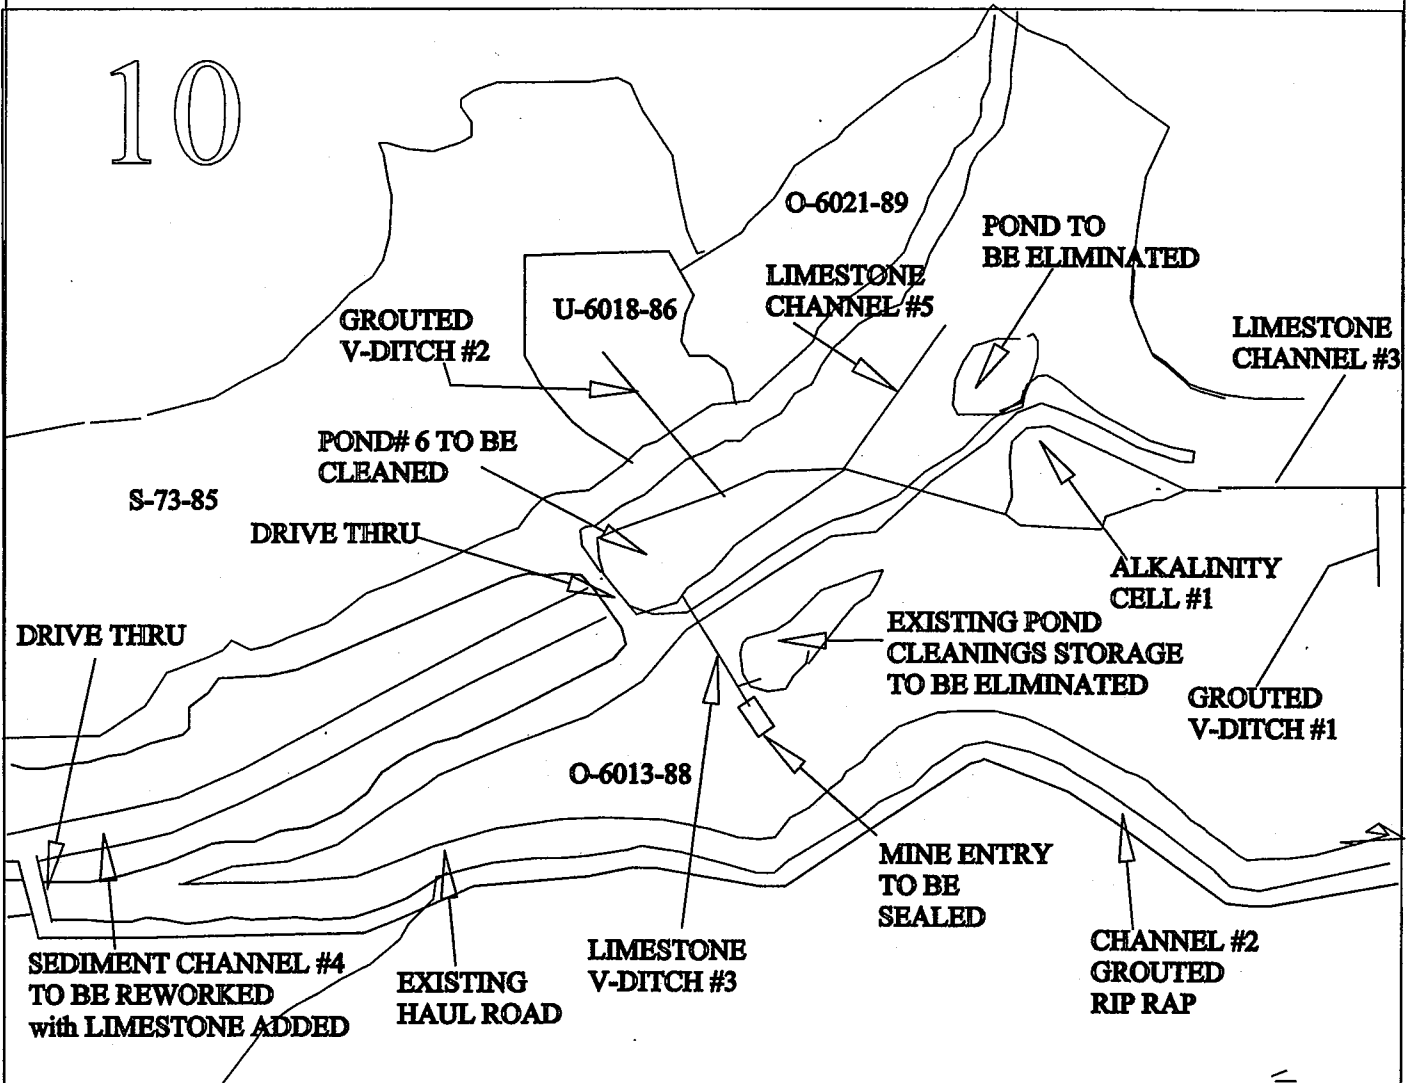 10
O-6021-89
POND TO
BE ELIMINATED
LIMESTONE
CHANNEL #5
U-6018-86
GROUTED
V-DITCH #2
LIMESTONE
CHANNEL #3
POND# 6 TO BE
CLEANED
S-73-85
DRIVE THRU
ALKALINITY
CELL #1
DRIVE THRU
EXISTING POND
CLEANINGS STORAGE
TO BE ELIMINATED
GROUTED
V-DITCH #1
O-6013-88
MINE ENTRY
TO BE
SEALED
CHANNEL #2
GROUTED
RIP RAP
LIMESTONE
V-DITCH #3
SEDIMENT CHANNEL #4
TO BE REWORKED
with LIMESTONE ADDED
EXISTING
HAUL ROAD